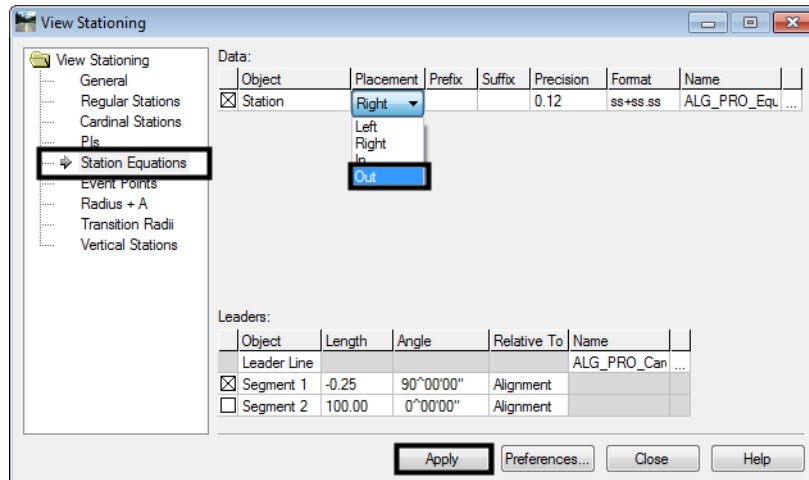 View Stationing
View Stationing
General
Regular Stations
Cardinal Stations
PIs
Station Equations
Event Points
Radius + A
Transition Radii
Vertical Stations
Data:
Object Placement Prefix Suffix Precision Format Name
Station Right 0.12 ss+ss.ss ALG_PRO_Equ ...
Left
Right
In
Out
Leaders:
Object Length Angle Relative To Name
Leader Line ALG_PRO_Can ...
Segment 1 -0.25 90^00'00" Alignment
Segment 2 100.00 0^00'00" Alignment
Apply Preferences... Close Help